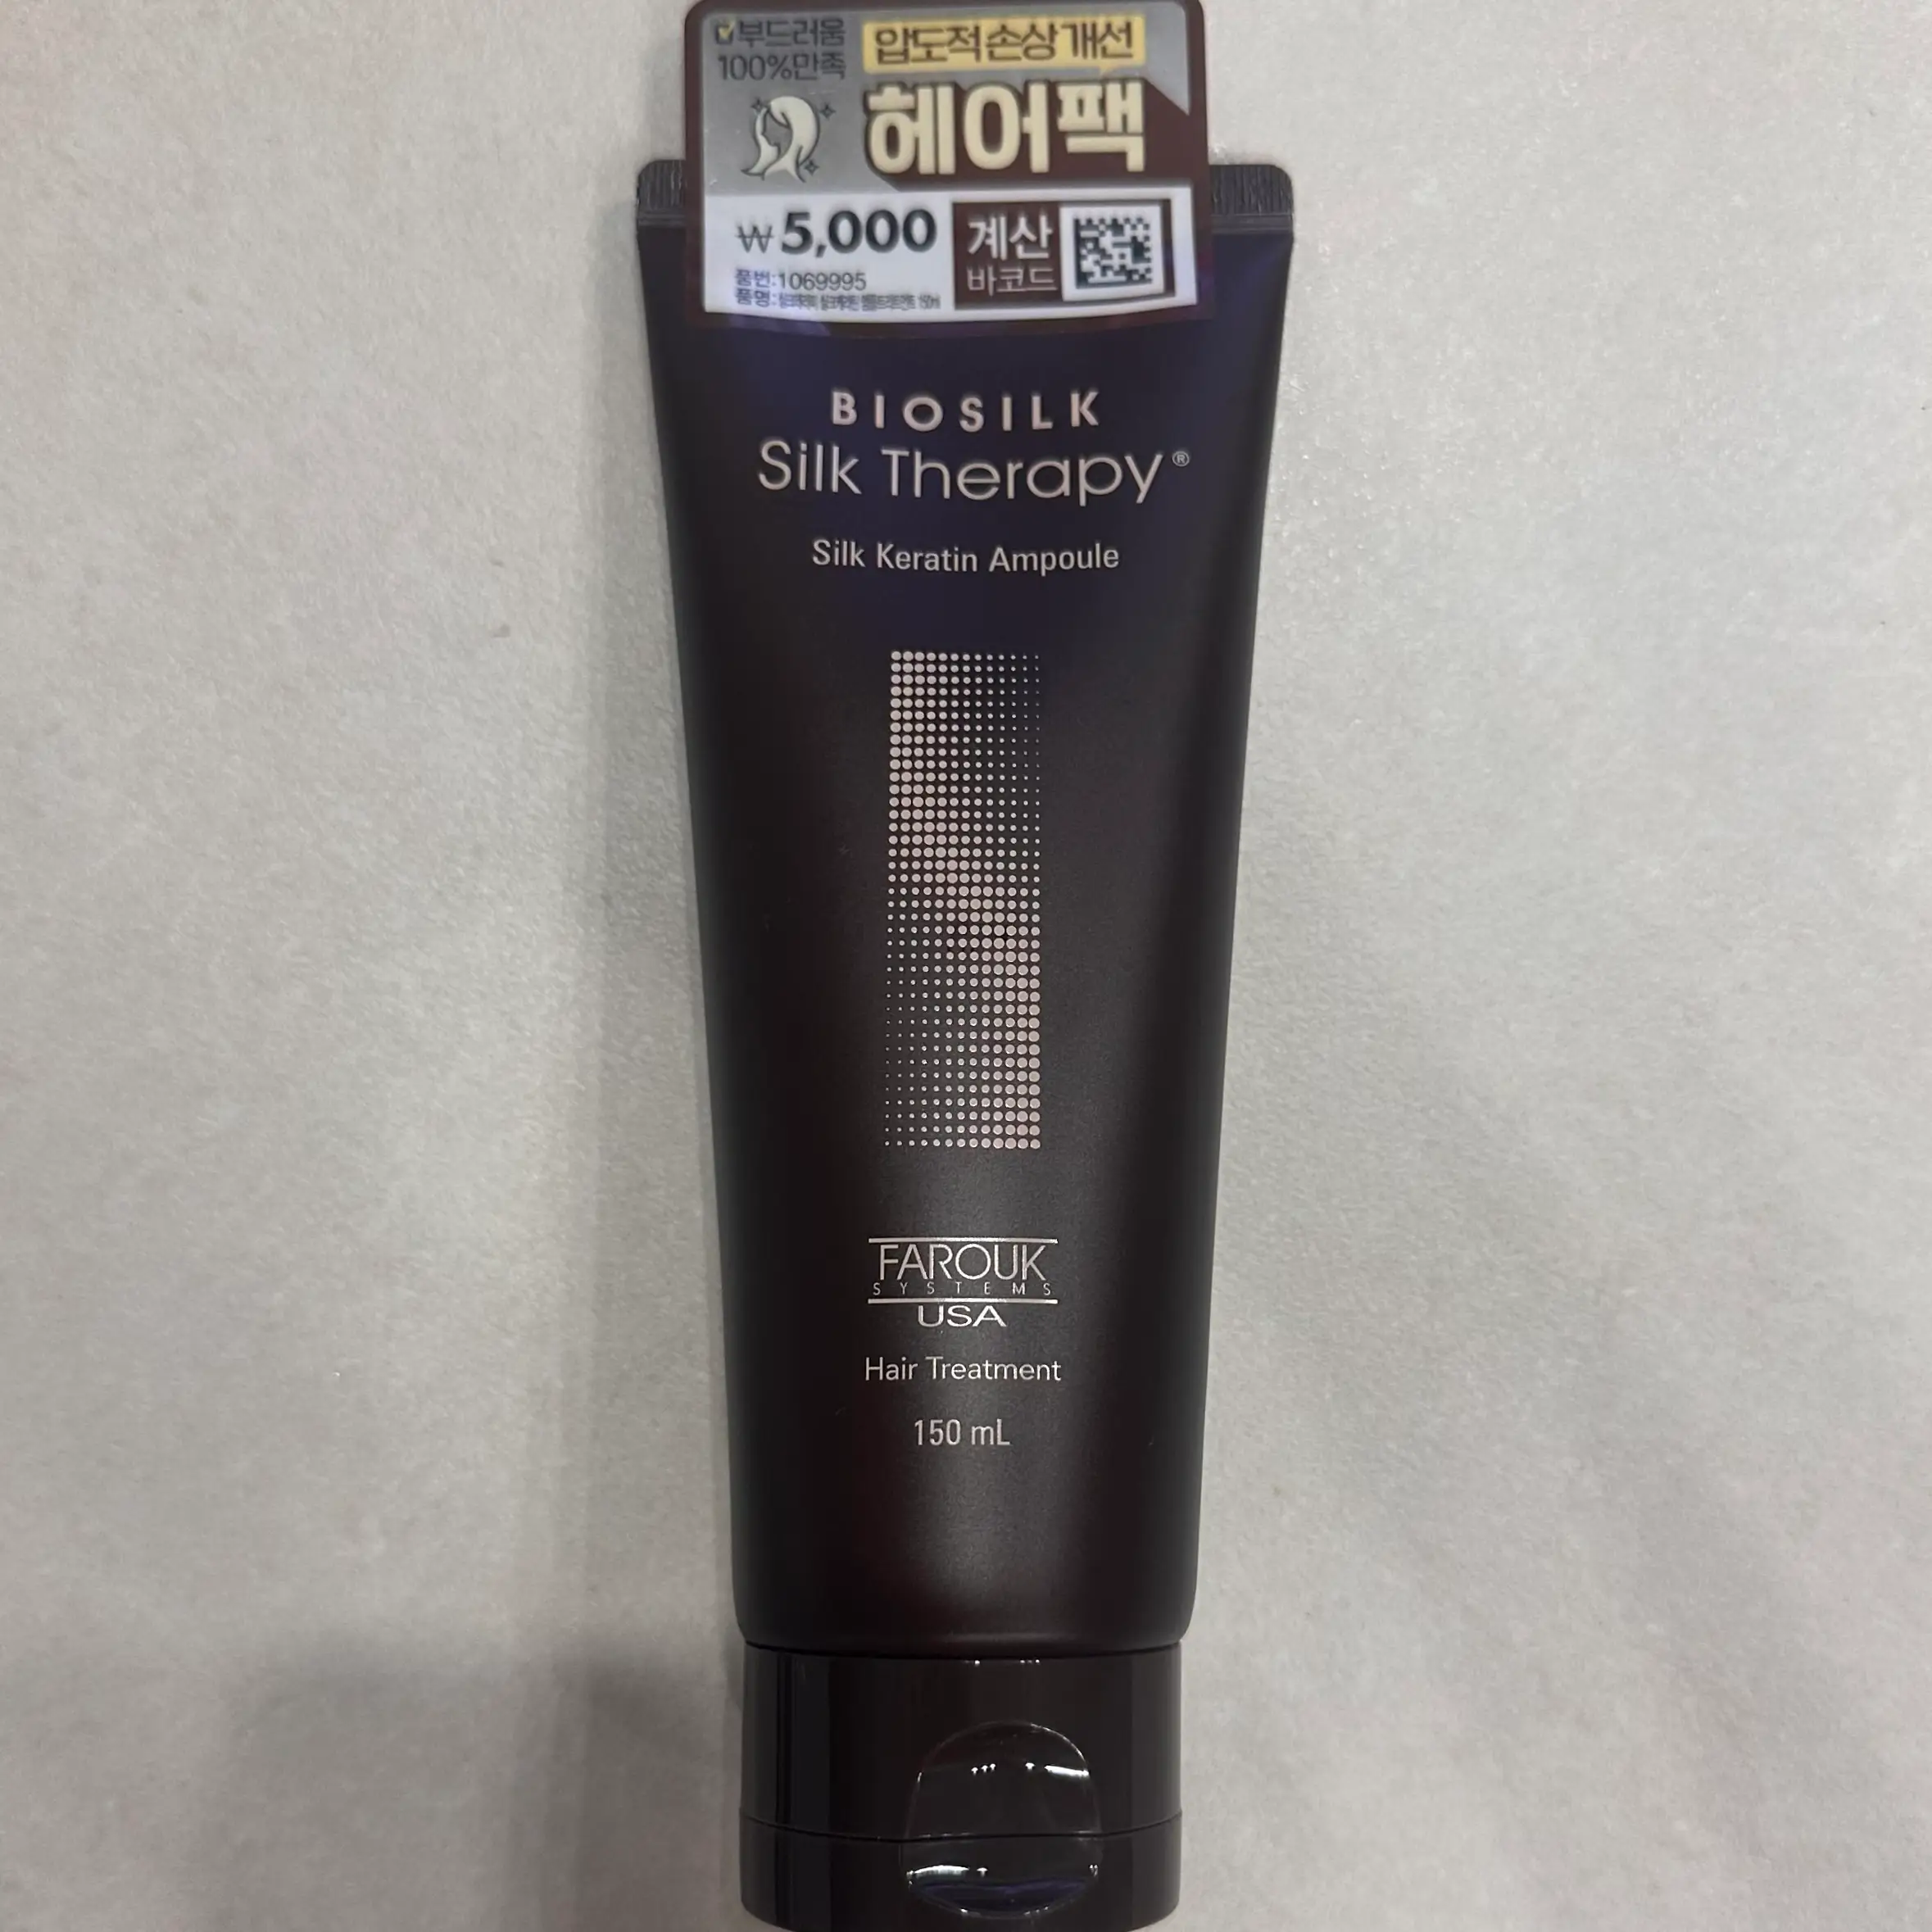 부드러움
100%만족
압도적 손상 개선
헤어팩
₩5,000
계산
바코드
품번:1069995
품명:
BIOSILK
Silk Therapy®
Silk Keratin Ampoule
FAROUK
SYSTEMS
USA
Hair Treatment
150 mL